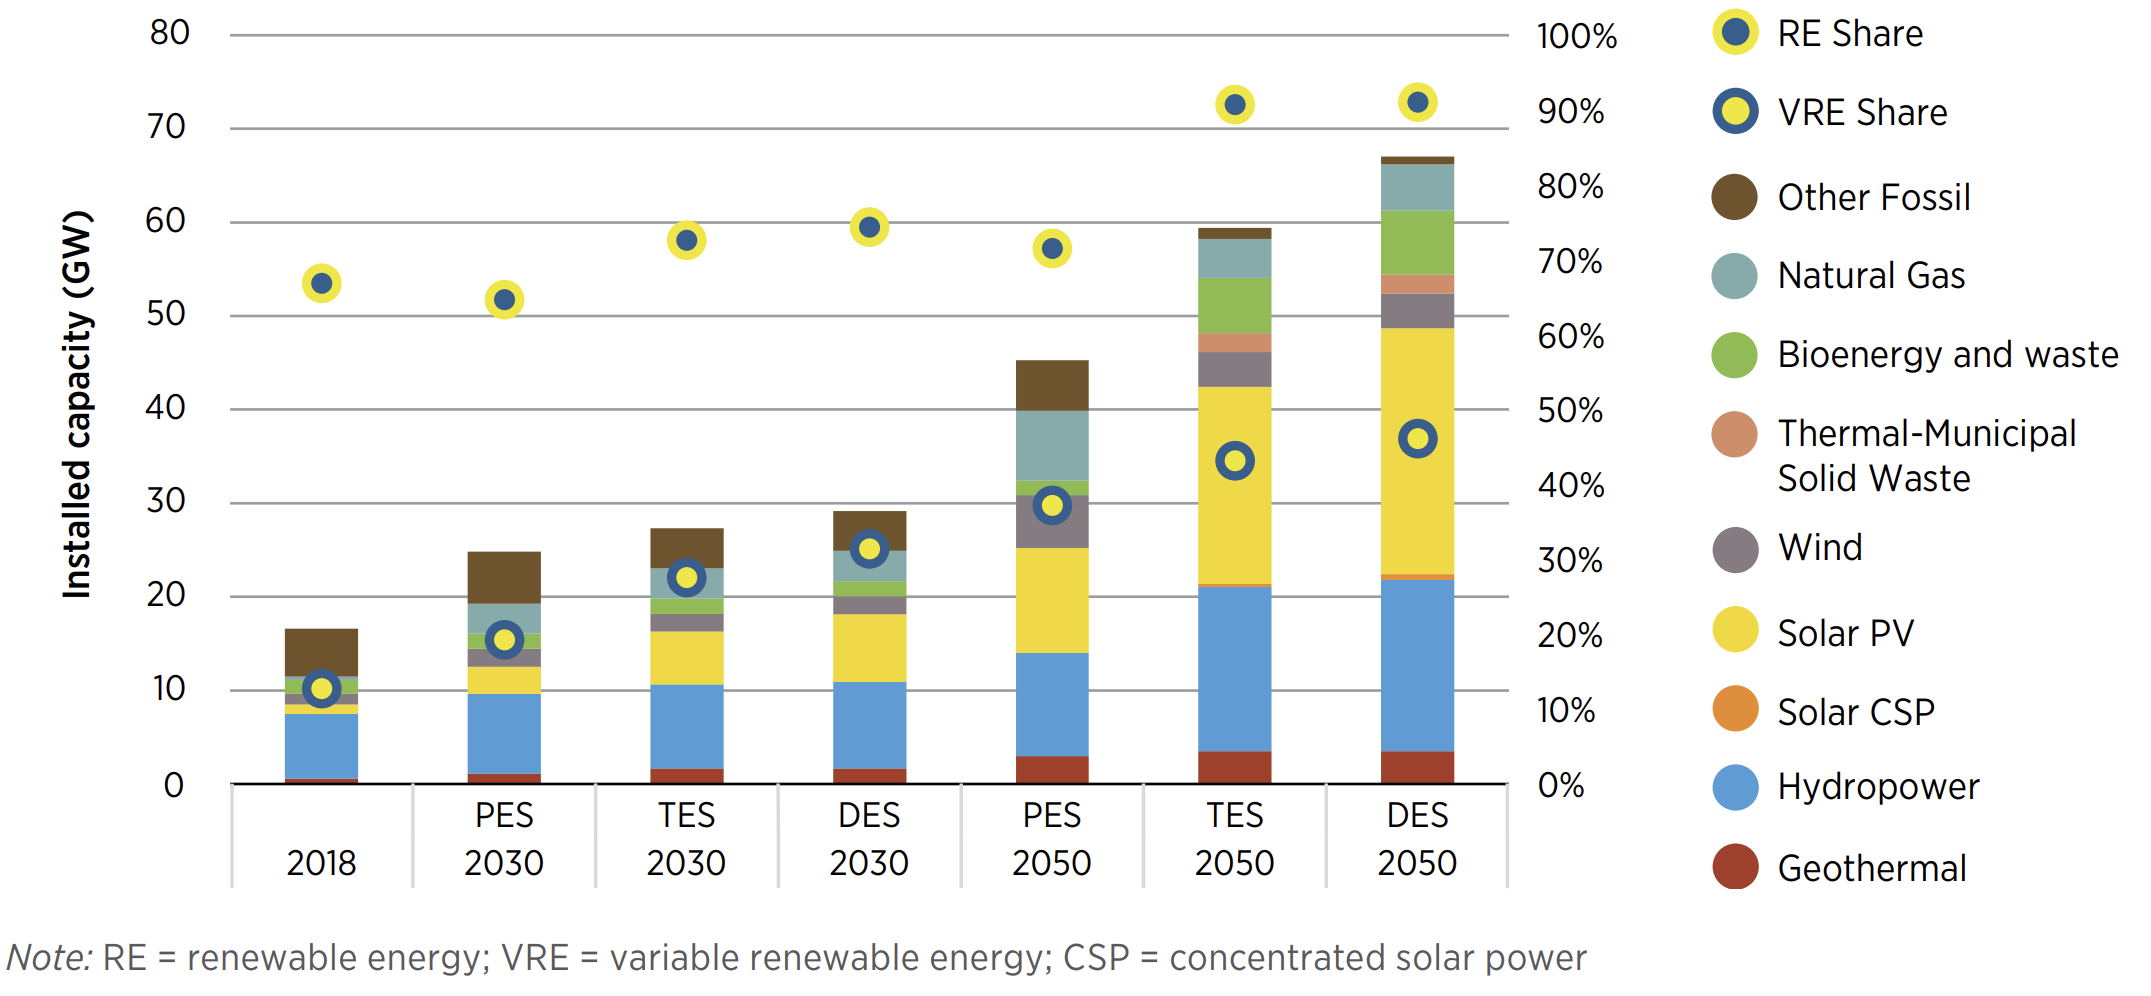 Installed capacity (GW)
80
70
60
50
40
30
20
10
0
100%
90%
80%
70%
60%
50%
40%
30%
20%
10%
0%
2018
PES
2030
TES
2030
DES
2030
PES
2050
TES
2050
DES
2050
RE Share
VRE Share
Other Fossil
Natural Gas
Bioenergy and waste
Thermal-Municipal
Solid Waste
Wind
Solar PV
Solar CSP
Hydropower
Geothermal
Note: RE = renewable energy; VRE = variable renewable energy; CSP = concentrated solar power